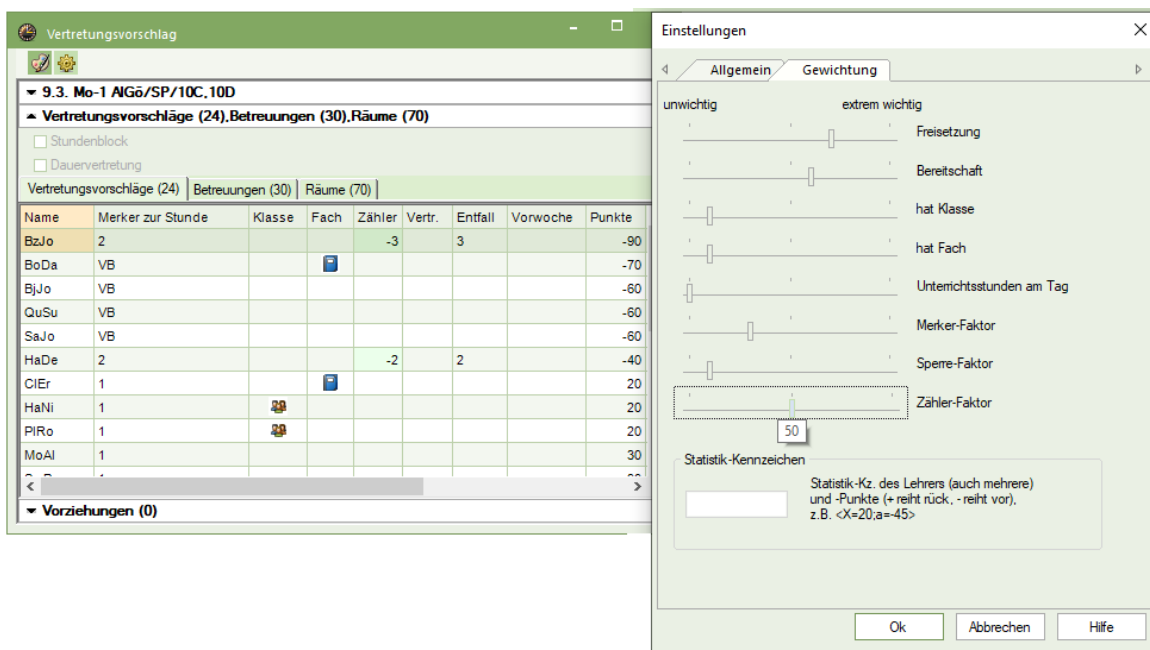 Vertretungsvorschlag
9.3. Mo-1 AlGö/SP/10C,10D
Vertretungsvorschläge (24),Betreuungen (30),Räume (70)
Stundenblock
Dauervertretung
Vertretungsvorschläge (24) Betreuungen (30) Räume (70)
Name Merker zur Stunde Klasse Fach Zähler Vertr. Entfall Vorwoche Punkte
BzJo 2 -3 3 -90
BoDa VB -70
BjJo VB -60
QuSu VB -60
SaJo VB -60
HaDe 2 -2 2 -40
ClEr 1 20
HaNi 1 20
PlRo 1 20
MoAl 1 30
Vorziehungen (0)
Einstellungen
Allgemein Gewichtung
unwichtig extrem wichtig
Freisetzung
Bereitschaft
hat Klasse
hat Fach
Unterrichtsstunden am Tag
Merker-Faktor
Sperre-Faktor
Zähler-Faktor
50
Statistik-Kennzeichen
Statistik-Kz. des Lehrers (auch mehrere)
und -Punkte (+ reiht rück, - reiht vor),
z.B. <X=20;a=-45>
Ok Abbrechen Hilfe